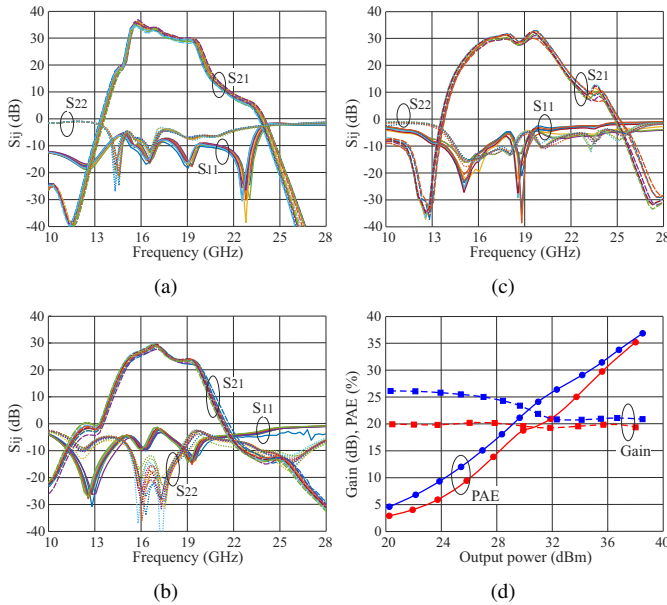 40
30
20
10
0
-10
-20
-30
-40
Sij (dB)
S22
S21
S11
10 13 16 19 22 25 28
Frequency (GHz)
(a)
40
30
20
10
0
-10
-20
-30
-40
Sij (dB)
S22
S11
S21
10 13 16 19 22 25 28
Frequency (GHz)
(c)
40
30
20
10
0
-10
-20
-30
-40
Sij (dB)
S21
S11
S22
10 13 16 19 22 25 28
Frequency (GHz)
(b)
40
35
30
25
20
15
10
5
0
Gain (dB), PAE (%)
Gain
PAE
20 24 28 32 36 40
Output power (dBm)
(d)